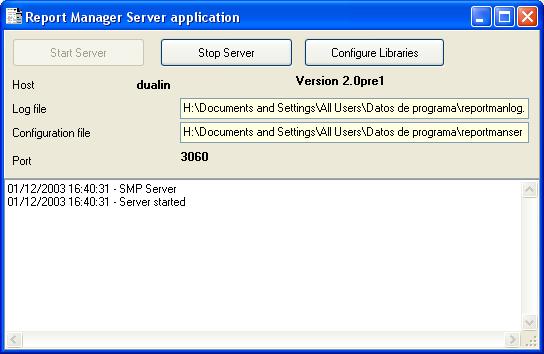 Report Manager Server application
Start Server Stop Server Configure Libraries
Host dualin Version 2.0pre1
Log file H:\Documents and Settings\All Users\Datos de programa\reportmanlog.
Configuration file H:\Documents and Settings\All Users\Datos de programa\reportmanser
Port 3060
01/12/2003 16:40:31 - SMP Server
01/12/2003 16:40:31 - Server started